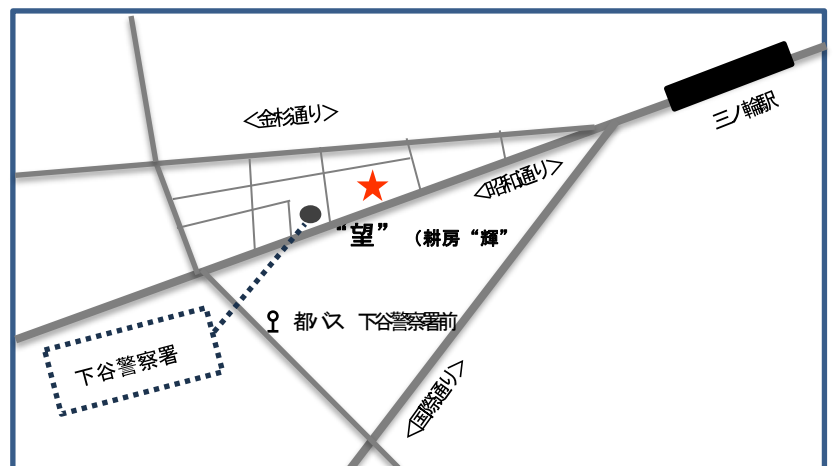 <金杉通り>
三ノ輪駅
<昭和通り>
“望” （耕房“輝”
都バス 下谷警察署前
下谷警察署
<国際通り>